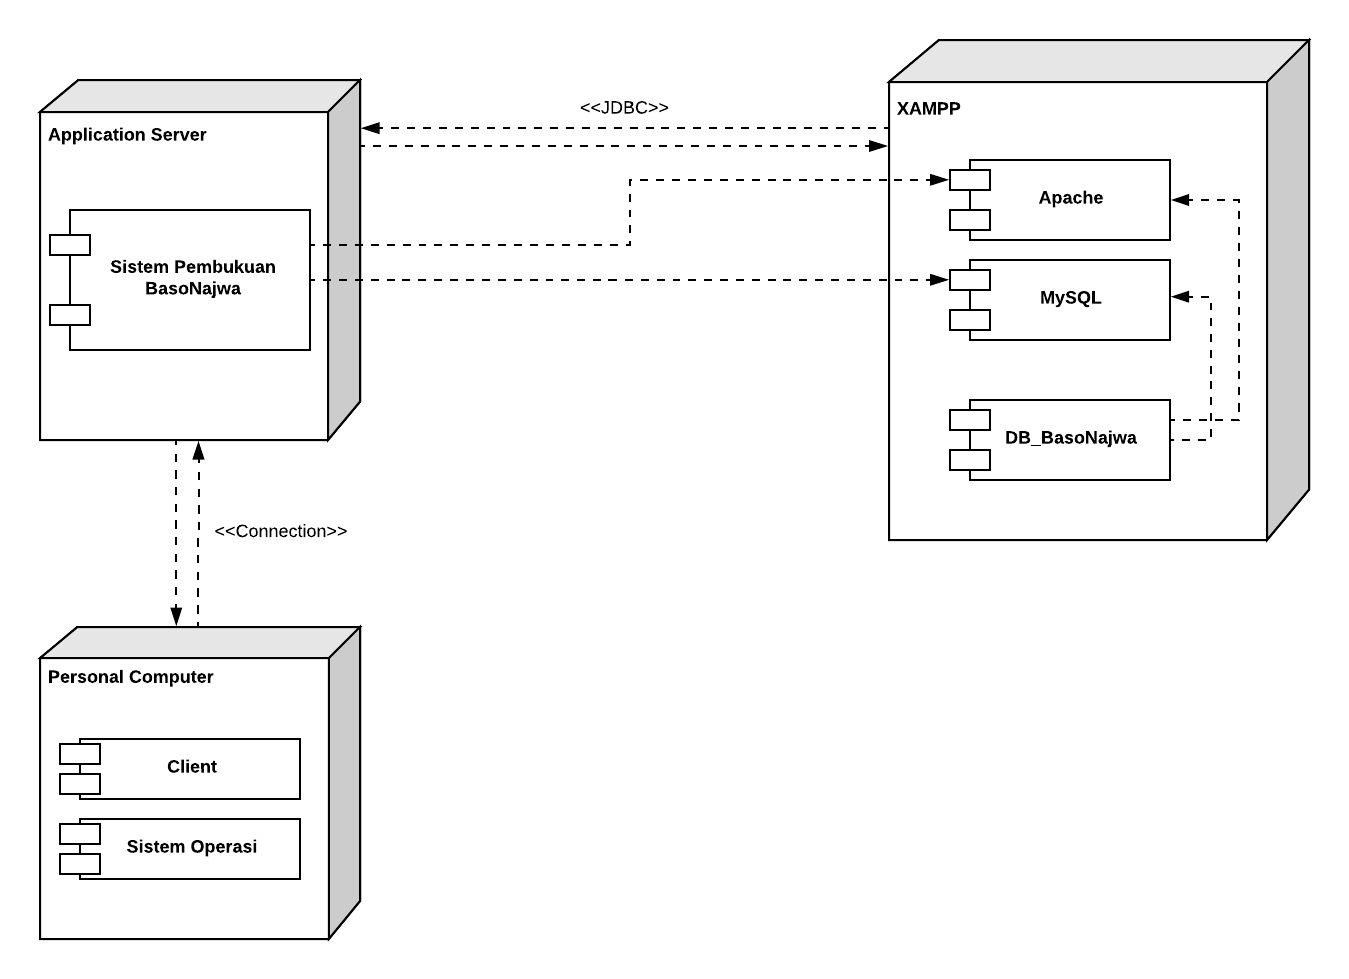 Application Server
Sistem Pembukuan
BasoNajwa
<<JDBC>>
XAMPP
Apache
MySQL
DB_BasoNajwa
<<Connection>>
Personal Computer
Client
Sistem Operasi